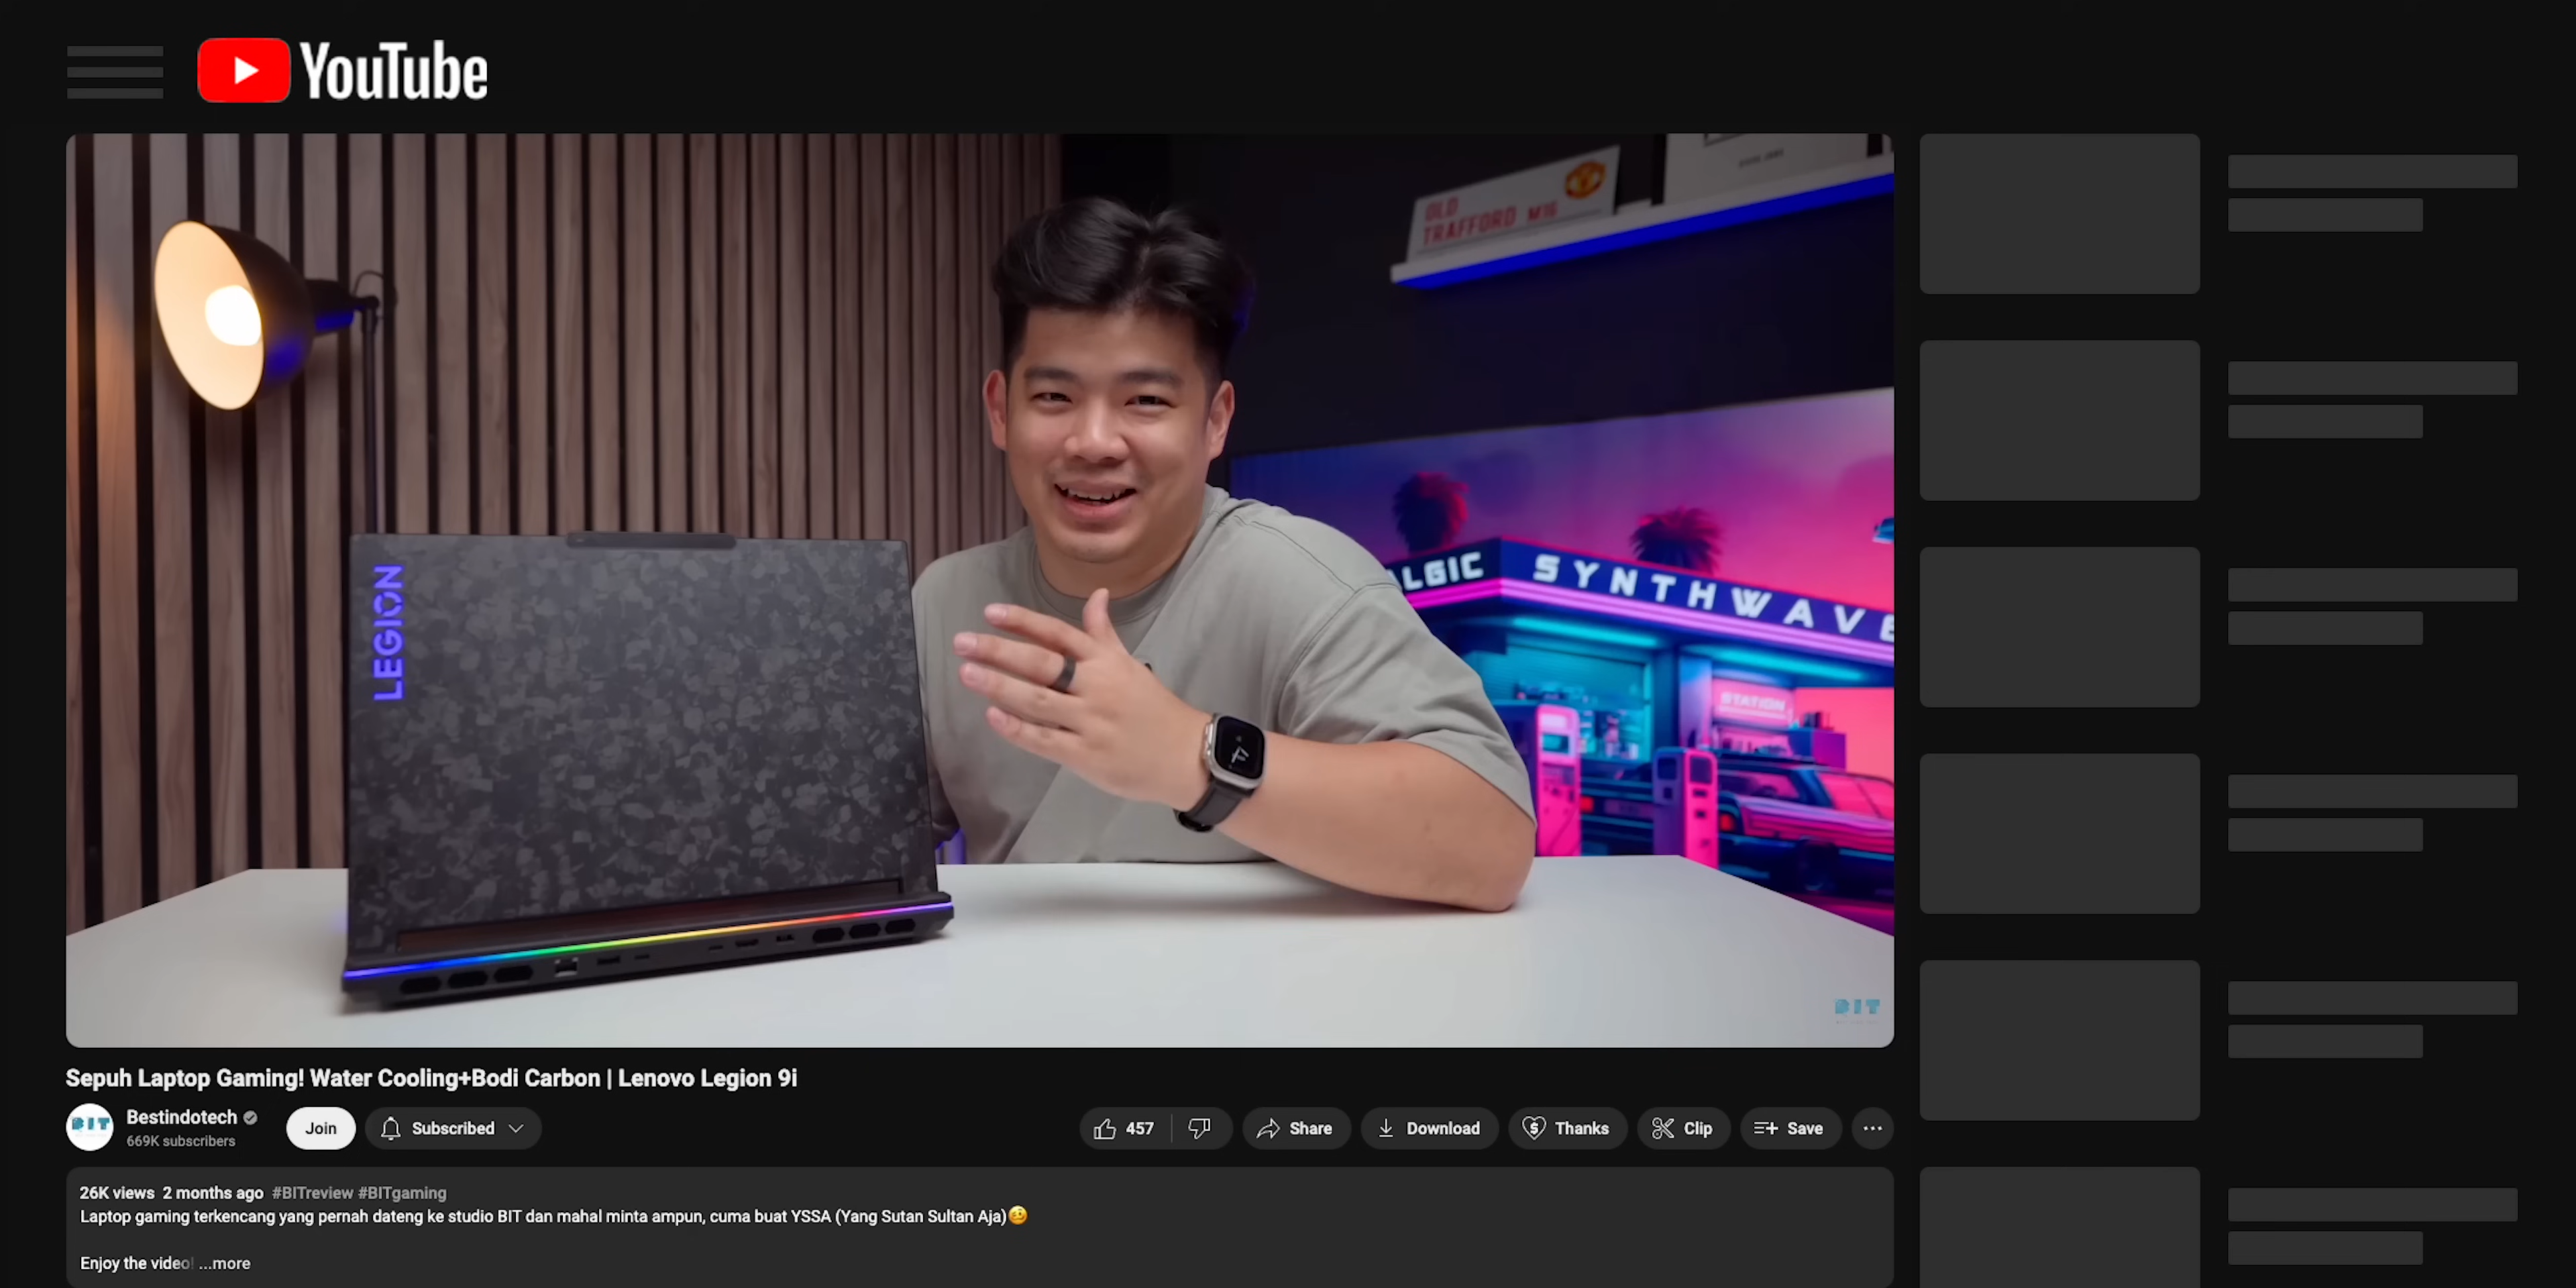 YouTube
OLD
TRAFFORD M16
LEGION
ALGIC SYNTHWAVE
STATION
BIT
Sepuh Laptop Gaming! Water Cooling+Bodi Carbon | Lenovo Legion 9i
BIT
Bestindotech
669K subscribers
Join
Subscribed
457
Share
Download
Thanks
Clip
Save
26K views 2 months ago #BITreview #BITgaming
Laptop gaming terkencang yang pernah dateng ke studio BIT dan mahal minta ampun, cuma buat YSSA (Yang Sutan Sultan Aja)🥴
Enjoy the video! ...more